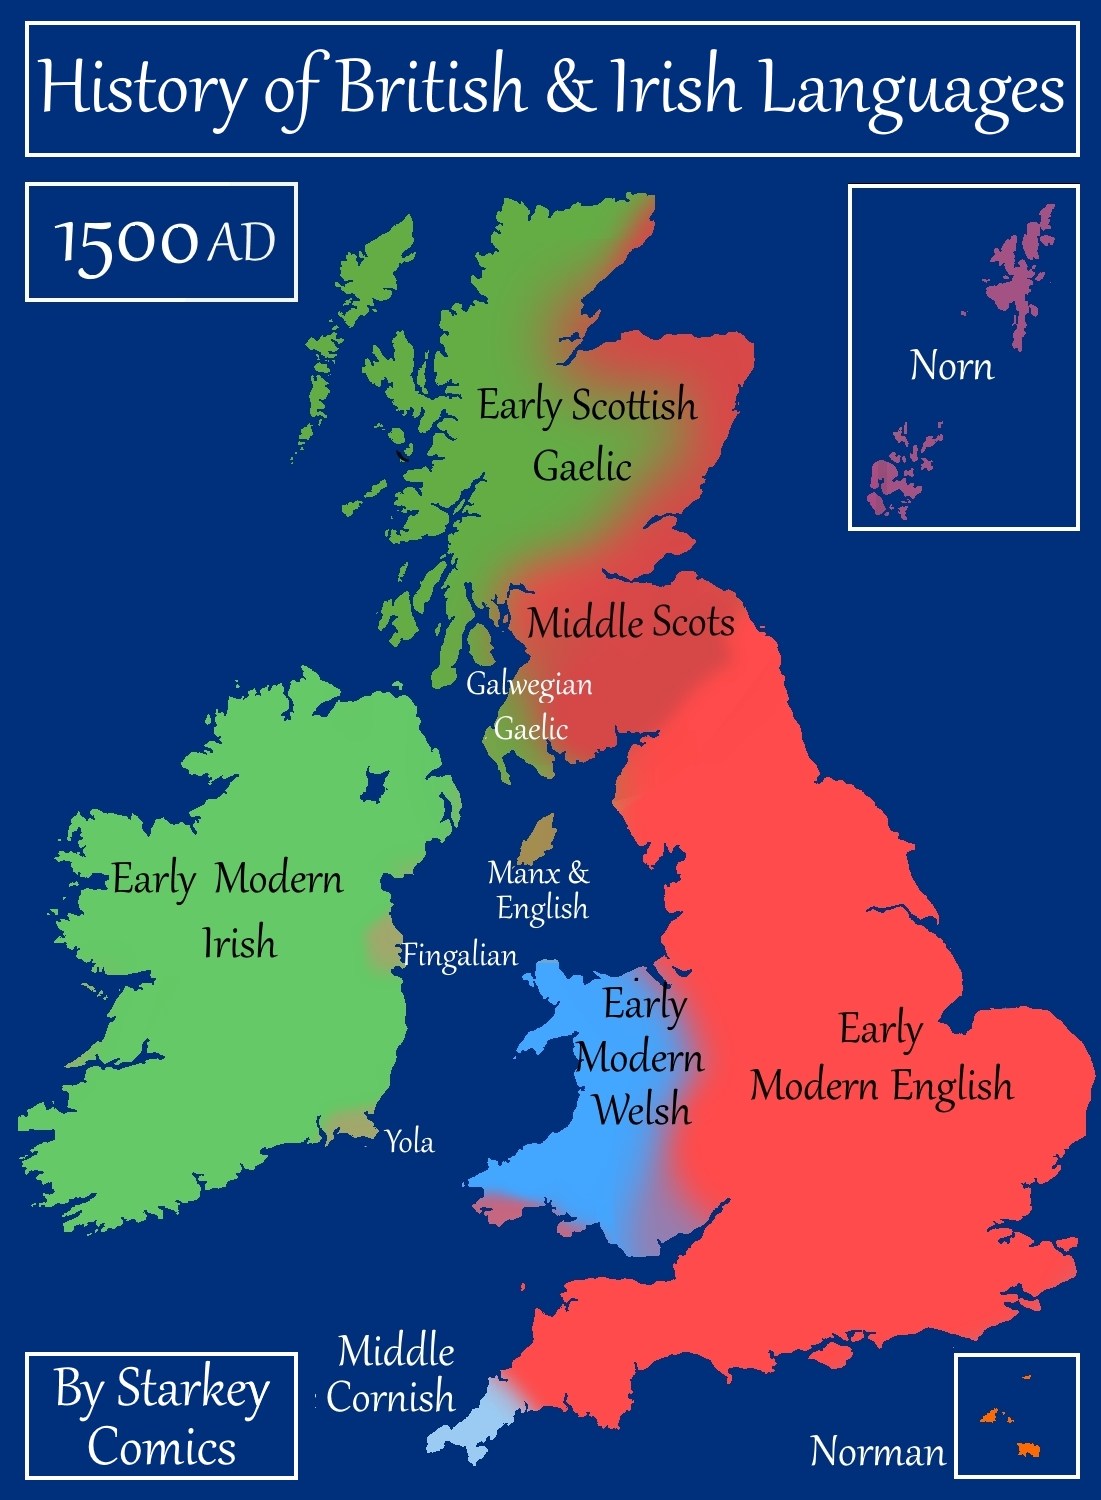 History of British & Irish Languages
1500 AD
Norn
Early Scottish
Gaelic
Middle Scots
Galwegian
Gaelic
Manx &
English
Early Modern
Irish
Fingalian
Yola
Early
Modern
Welsh
Early
Modern English
Middle
Cornish
Norman
By Starkey
Comics